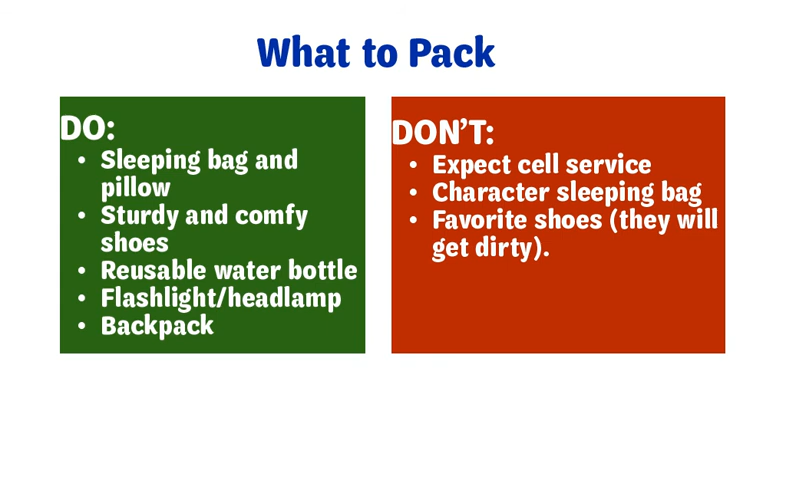 What to Pack
DO:
• Sleeping bag and
pillow
• Sturdy and comfy
shoes
• Reusable water bottle
• Flashlight/headlamp
• Backpack
DON’T:
• Expect cell service
• Character sleeping bag
• Favorite shoes (they will
get dirty).